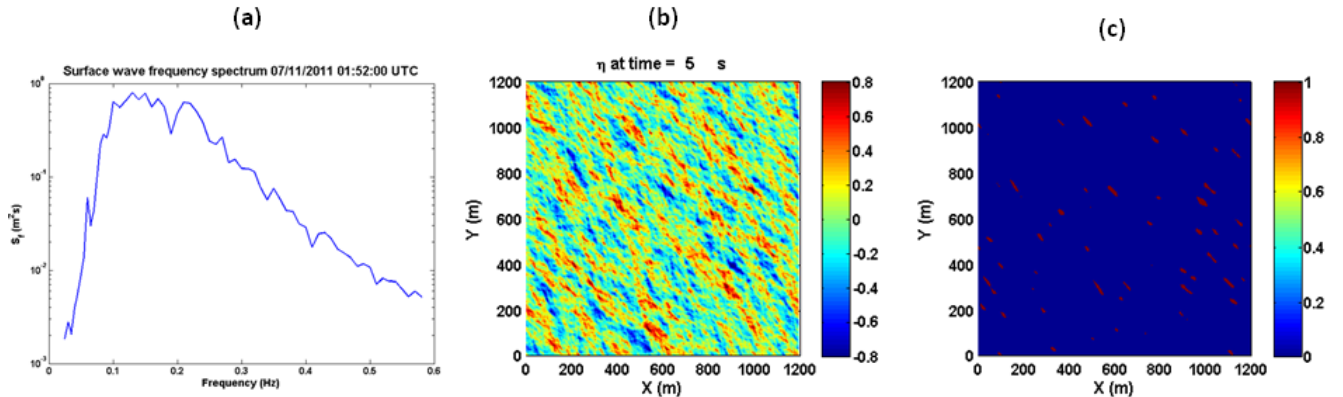 (a)
Surface wave frequency spectrum 07/11/2011 01:52:00 UTC
10⁰
10⁻¹
10⁻²
10⁻³
S_f (m²s)
0 0.1 0.2 0.3 0.4 0.5 0.6
Frequency (Hz)
(b)
η at time = 5 s
1200
1000
800
600
400
200
0
Y (m)
0 200 400 600 800 1000 1200
X (m)
0.8
0.6
0.4
0.2
0
-0.2
-0.4
-0.6
-0.8
(c)
1200
1000
800
600
400
200
0
Y (m)
0 200 400 600 800 1000 1200
X (m)
1
0.8
0.6
0.4
0.2
0